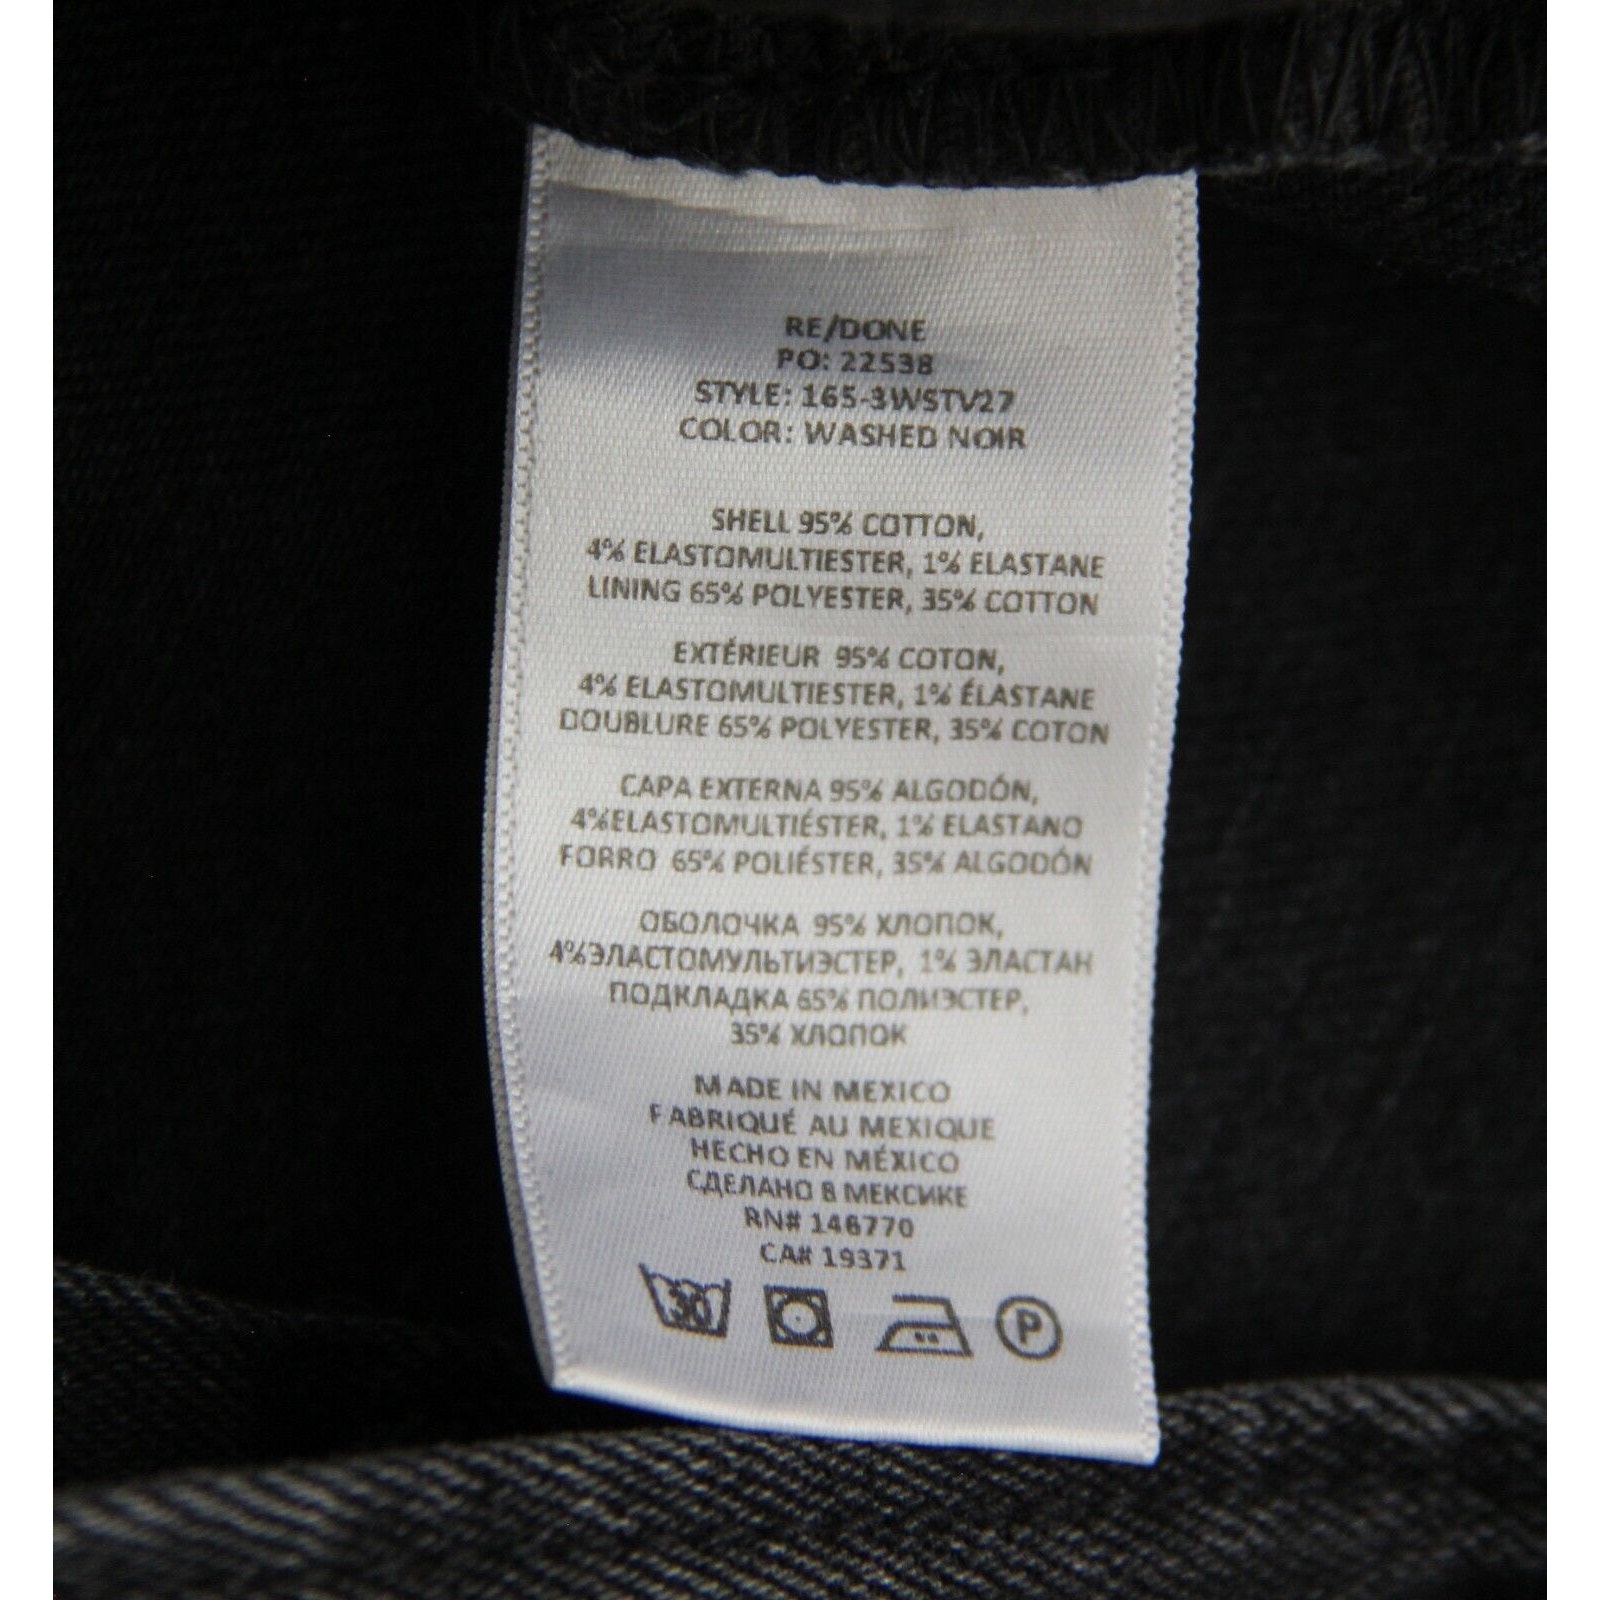 RE/DONE
PO: 22538
STYLE: 165-3WSTV27
COLOR: WASHED NOIR
SHELL 95% COTTON,
4% ELASTOMULTIESTER, 1% ELASTANE
LINING 65% POLYESTER, 35% COTTON
EXTÉRIEUR 95% COTON,
4% ELASTOMULTIESTER, 1% ÉLASTANE
DOUBLURE 65% POLYESTER, 35% COTON
CAPA EXTERNA 95% ALGODÓN,
4%ELASTOMULTIÉSTER, 1% ELASTANO
FORRO 65% POLIÉSTER, 35% ALGODÓN
ОБОЛОЧКА 95% ХЛОПОК,
4%ЭЛАСТОМУЛЬТИЭСТЕР, 1% ЭЛАСТАН
ПОДКЛАДКА 65% ПОЛИЭСТЕР,
35% ХЛОПОК
MADE IN MEXICO
FABRIQUÉ AU MEXIQUE
HECHO EN MÉXICO
СДЕЛАНО В МЕКСИКЕ
RN# 146770
CA# 19371
30 P